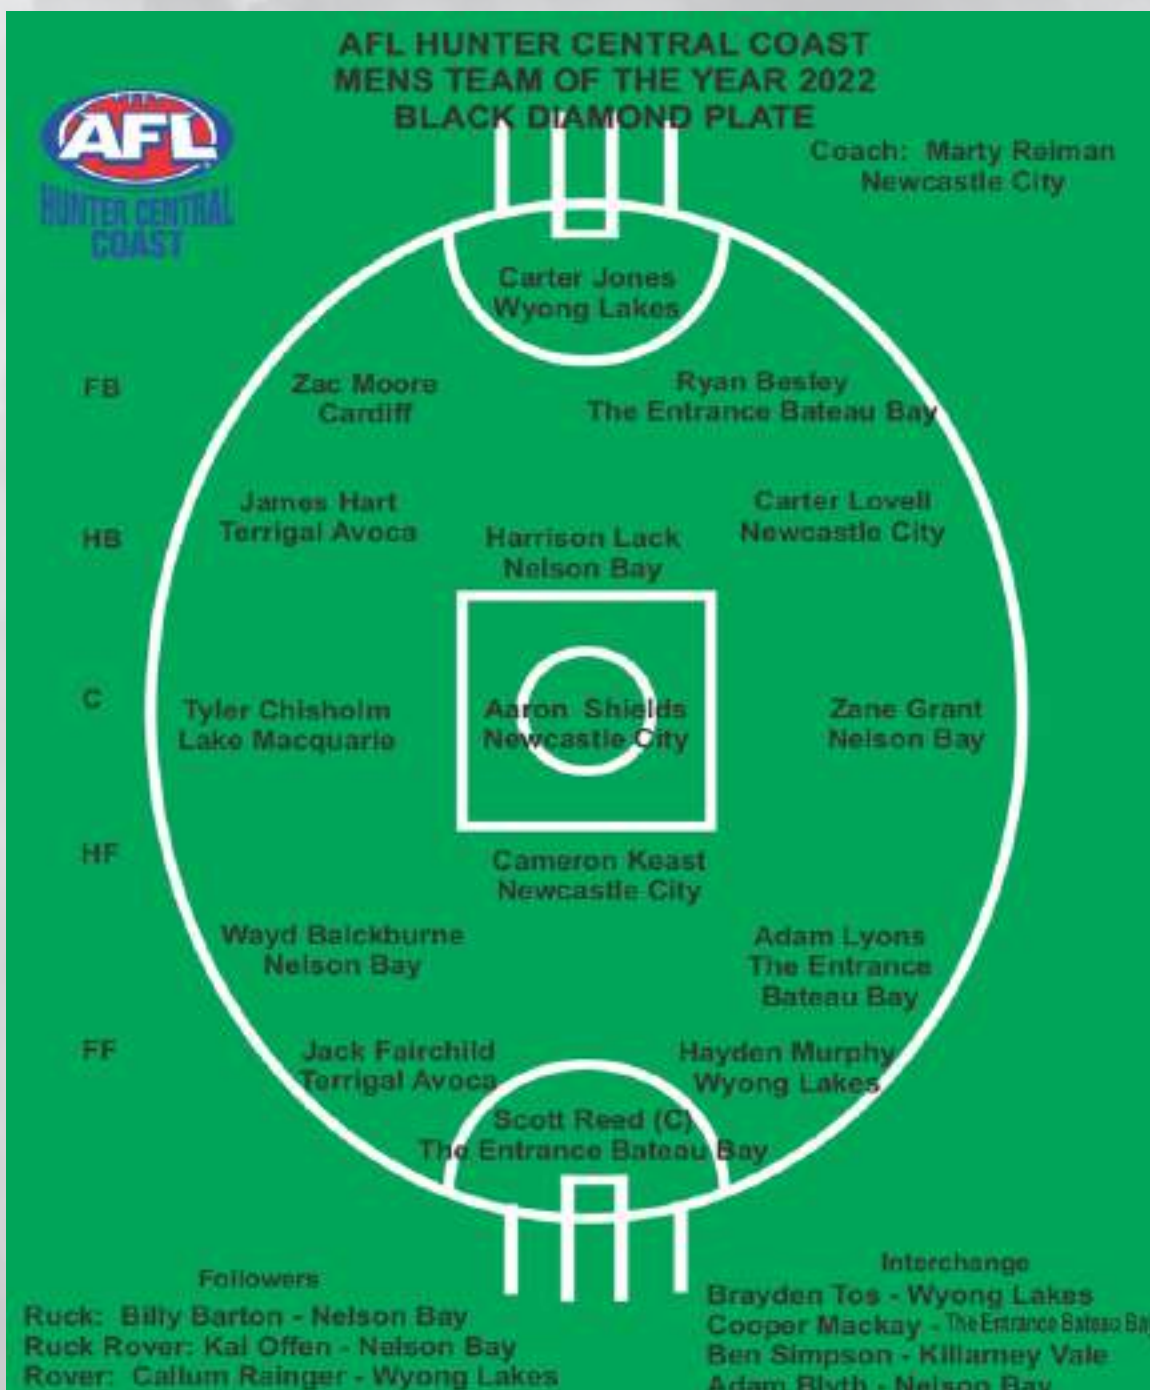 AFL HUNTER CENTRAL COAST
MENS TEAM OF THE YEAR 2022
BLACK DIAMOND PLATE
AFL
HUNTER CENTRAL
COAST
Coach: Marty Reiman
Newcastle City
Carter Jones
Wyong Lakes
FB
Zac Moore
Cardiff
Ryan Besley
The Entrance Bateau Bay
HB
James Hart
Terrigal Avoca
Harrison Lack
Nelson Bay
Carter Lovell
Newcastle City
C
Tyler Chisholm
Lake Macquarie
Aaron Shields
Newcastle City
Zane Grant
Nelson Bay
HF
Cameron Keast
Newcastle City
Wayd Balckburne
Nelson Bay
Adam Lyons
The Entrance
Bateau Bay
FF
Jack Fairchild
Terrigal Avoca
Hayden Murphy
Wyong Lakes
Scott Reed (C)
The Entrance Bateau Bay
Followers
Ruck: Billy Barton - Nelson Bay
Ruck Rover: Kai Offen - Nelson Bay
Rover: Callum Rainger - Wyong Lakes
Interchange
Brayden Tos - Wyong Lakes
Cooper Mackay - The Entrance Bateau Bay
Ben Simpson - Killarney Vale
Adam Blyth - Nelson Bay